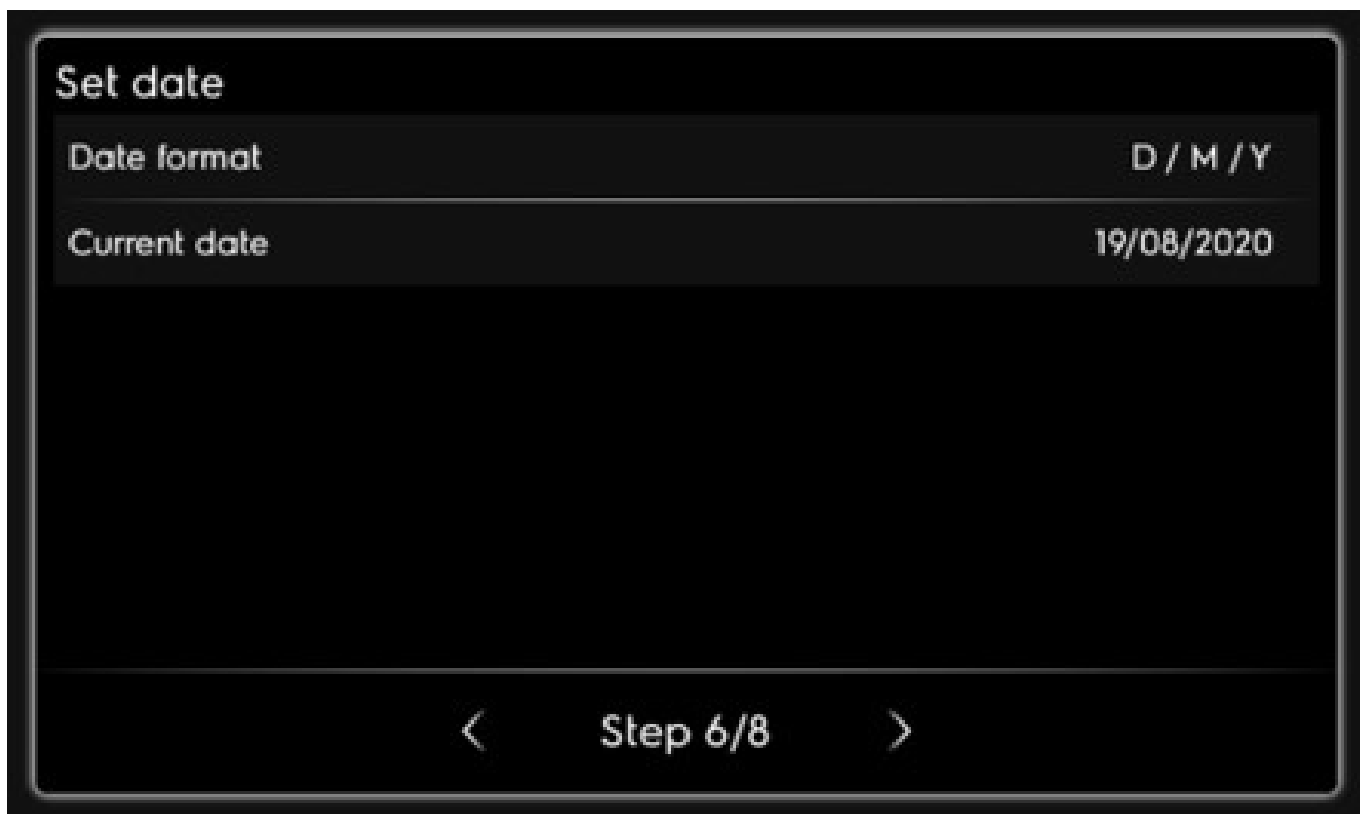 Set date
Date format D / M / Y
Current date 19/08/2020
< Step 6/8 >